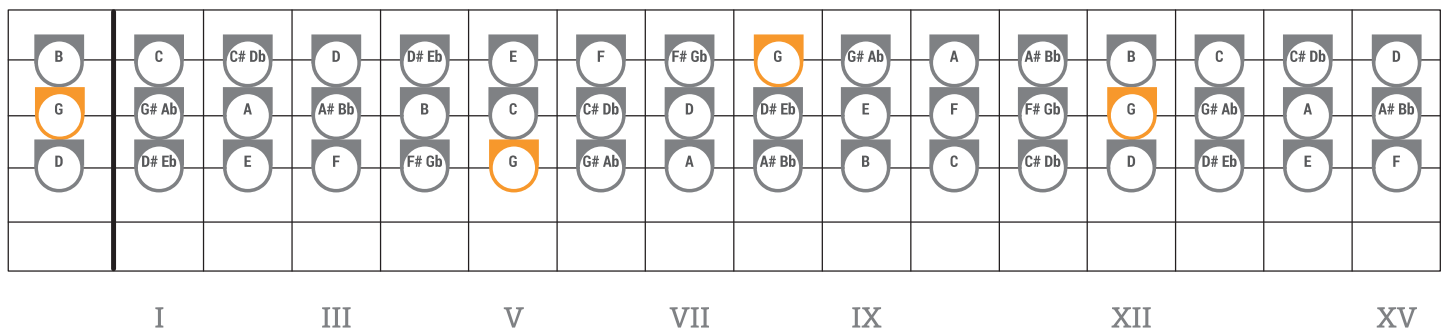 B C C# Db D D# Eb E F F# Gb G G# Ab A A# Bb B C C# Db D
G G# Ab A A# Bb B C C# Db D D# Eb E F F# Gb G G# Ab A A# Bb
D D# Eb E F F# Gb G G# Ab A A# Bb B C C# Db D D# Eb E F
I III V VII IX XII XV